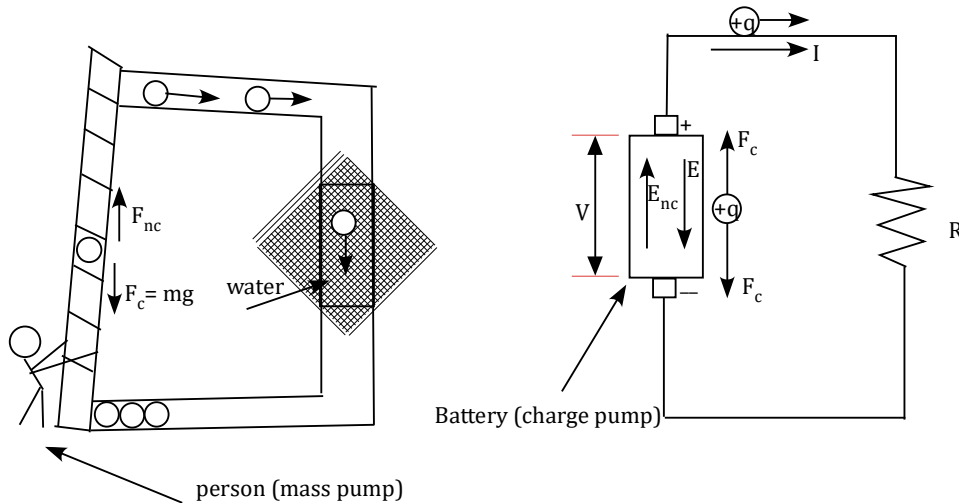 F_nc
F_c= mg
water
person (mass pump)
+q
I
+
F_c
E
E_nc
V
+q
R
—
F_c
Battery (charge pump)